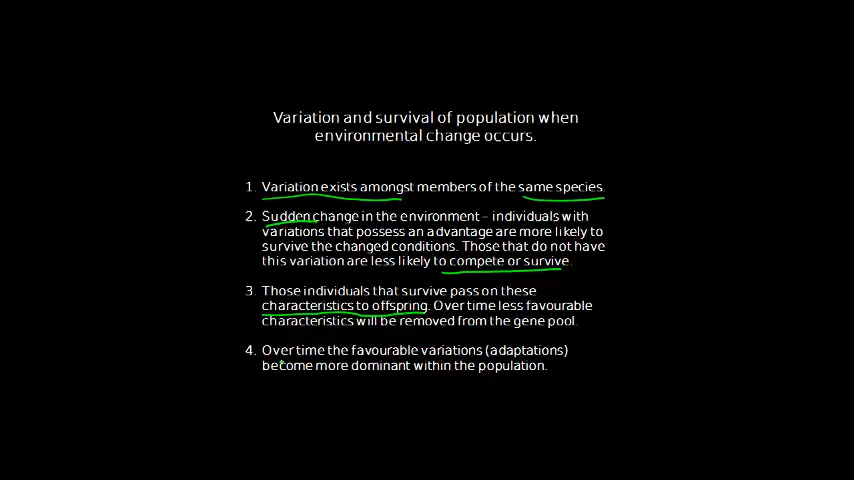 Variation and survival of population when
environmental change occurs.
1. Variation exists amongst members of the same species.
2. Sudden change in the environment – individuals with
variations that possess an advantage are more likely to
survive the changed conditions. Those that do not have
this variation are less likely to compete or survive.
3. Those individuals that survive pass on these
characteristics to offspring. Over time less favourable
characteristics will be removed from the gene pool.
4. Over time the favourable variations (adaptations)
become more dominant within the population.